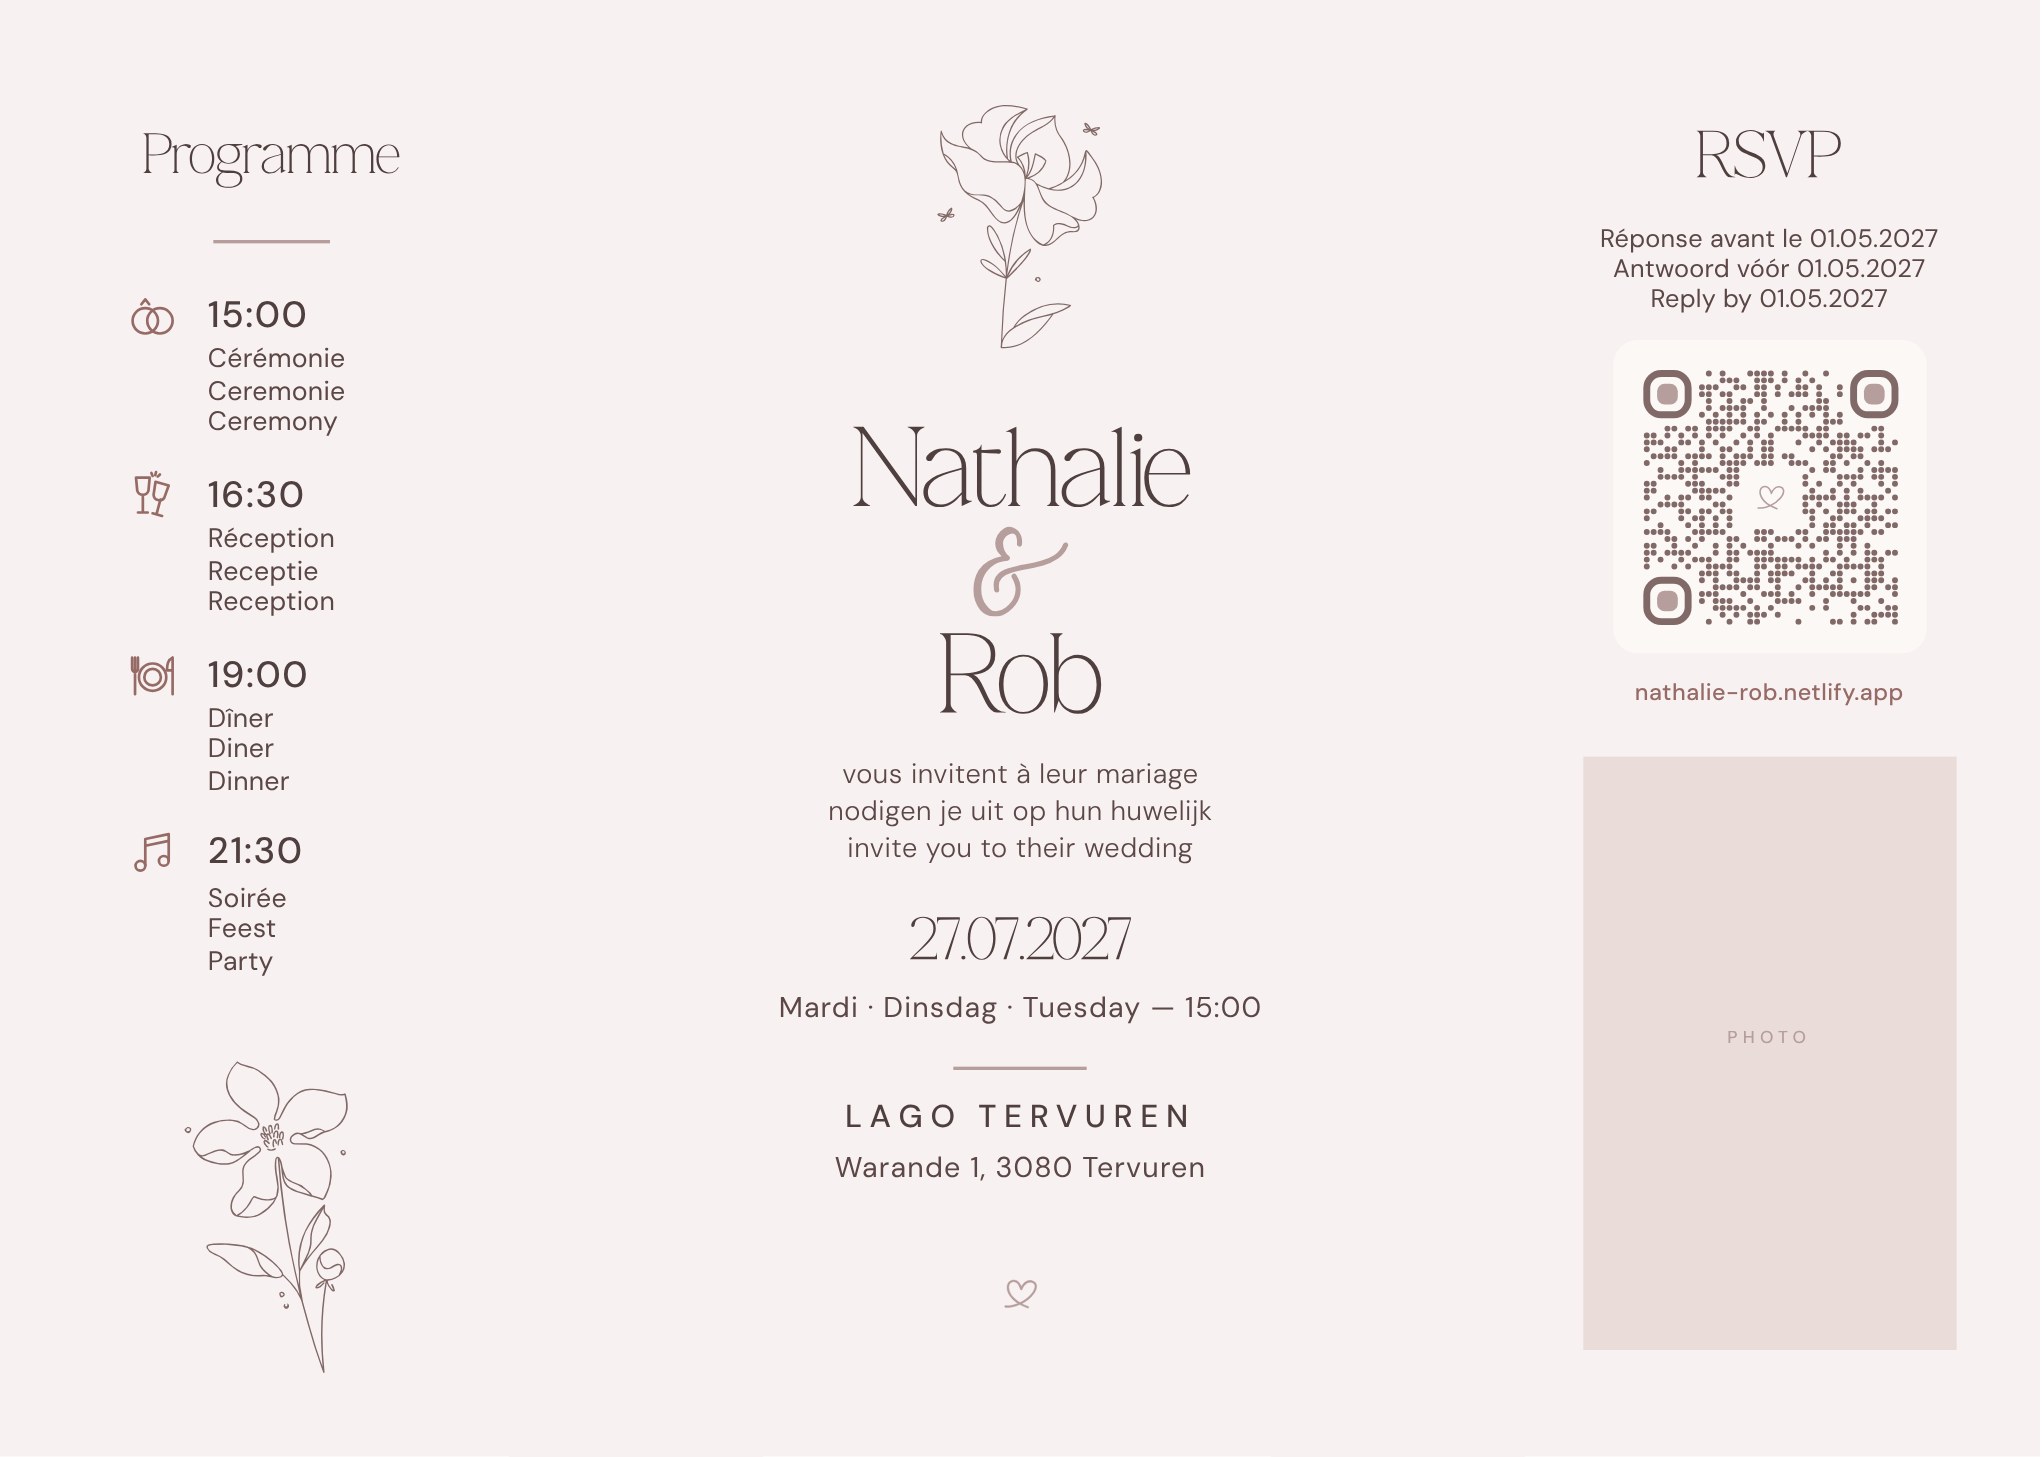 Programme
15:00
Cérémonie
Ceremonie
Ceremony
16:30
Réception
Receptie
Reception
19:00
Dîner
Diner
Dinner
21:30
Soirée
Feest
Party
Nathalie
&
Rob
vous invitent à leur mariage
nodigen je uit op hun huwelijk
invite you to their wedding
27.07.2027
Mardi · Dinsdag · Tuesday — 15:00
LAGO TERVUREN
Warande 1, 3080 Tervuren
RSVP
Réponse avant le 01.05.2027
Antwoord vóór 01.05.2027
Reply by 01.05.2027
nathalie-rob.netlify.app
PHOTO